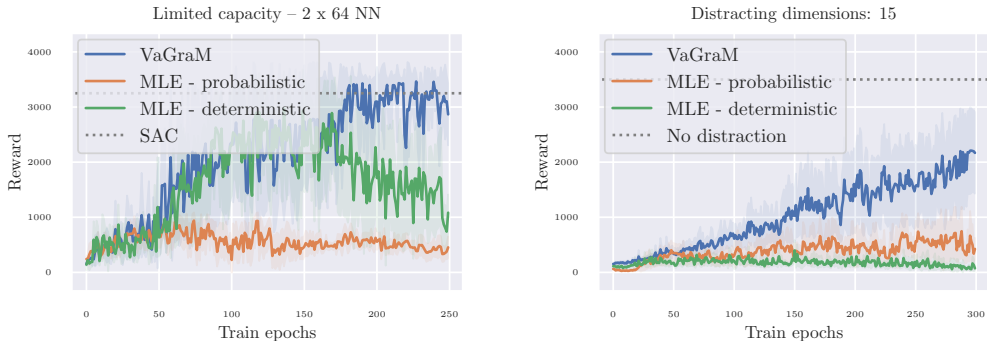 Limited capacity – 2 x 64 NN
4000
3000
2000
1000
0
Reward
VaGraM
MLE - probabilistic
MLE - deterministic
SAC
0
50
100
150
200
250
Train epochs
Distracting dimensions: 15
4000
3000
2000
1000
0
Reward
VaGraM
MLE - probabilistic
MLE - deterministic
No distraction
0
50
100
150
200
250
300
Train epochs